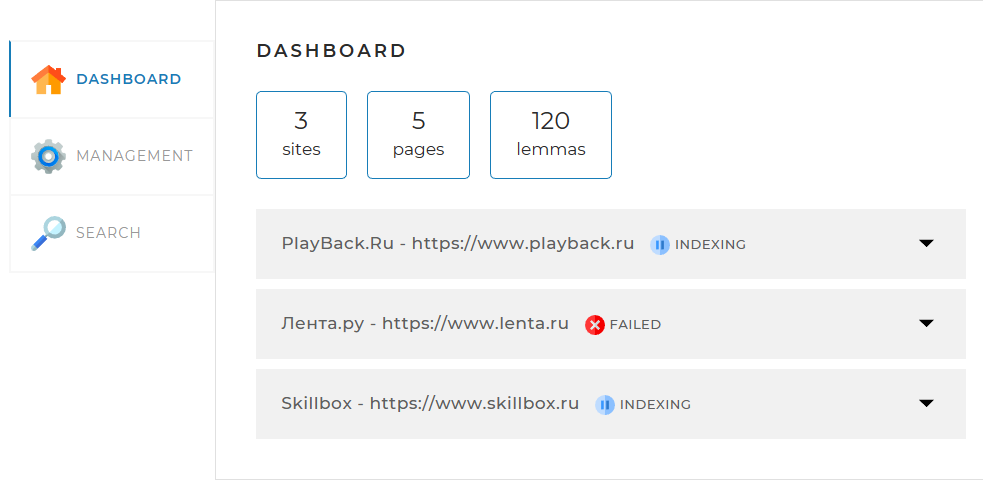 DASHBOARD
MANAGEMENT
SEARCH
DASHBOARD
3 5 120
sites pages lemmas
PlayBack.Ru - https://www.playback.ru INDEXING
Лента.ру - https://www.lenta.ru FAILED
Skillbox - https://www.skillbox.ru INDEXING